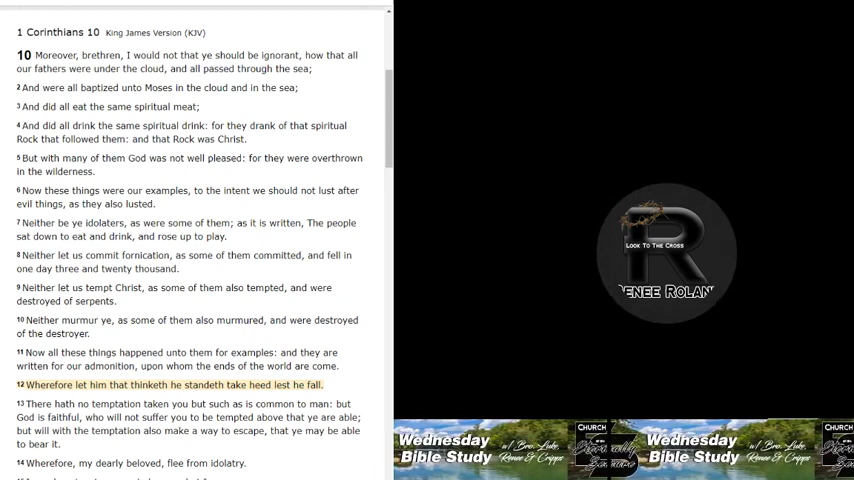 1 Corinthians 10 King James Version (KJV)
10 Moreover, brethren, I would not that ye should be ignorant, how that all
our fathers were under the cloud, and all passed through the sea;
2 And were all baptized unto Moses in the cloud and in the sea;
3 And did all eat the same spiritual meat;
4 And did all drink the same spiritual drink: for they drank of that spiritual
Rock that followed them: and that Rock was Christ.
5 But with many of them God was not well pleased: for they were overthrown
in the wilderness.
6 Now these things were our examples, to the intent we should not lust after
evil things, as they also lusted.
7 Neither be ye idolaters, as were some of them; as it is written, The people
sat down to eat and drink, and rose up to play.
8 Neither let us commit fornication, as some of them committed, and fell in
one day three and twenty thousand.
9 Neither let us tempt Christ, as some of them also tempted, and were
destroyed of serpents.
10 Neither murmur ye, as some of them also murmured, and were destroyed
of the destroyer.
11 Now all these things happened unto them for examples: and they are
written for our admonition, upon whom the ends of the world are come.
12 Wherefore let him that thinketh he standeth take heed lest he fall.
13 There hath no temptation taken you but such as is common to man: but
God is faithful, who will not suffer you to be tempted above that ye are able;
but will with the temptation also make a way to escape, that ye may be able
to bear it.
14 Wherefore, my dearly beloved, flee from idolatry.
R
LOOK TO THE CROSS
RENEE ROLAN
Wednesday
Bible Study
w/ Bro. Luke,
Renee & Cripps
CHURCH
Eternally
Secure
Wednesday
Bible Study
w/ Bro. Luke,
Renee & Cripps
CHURCH